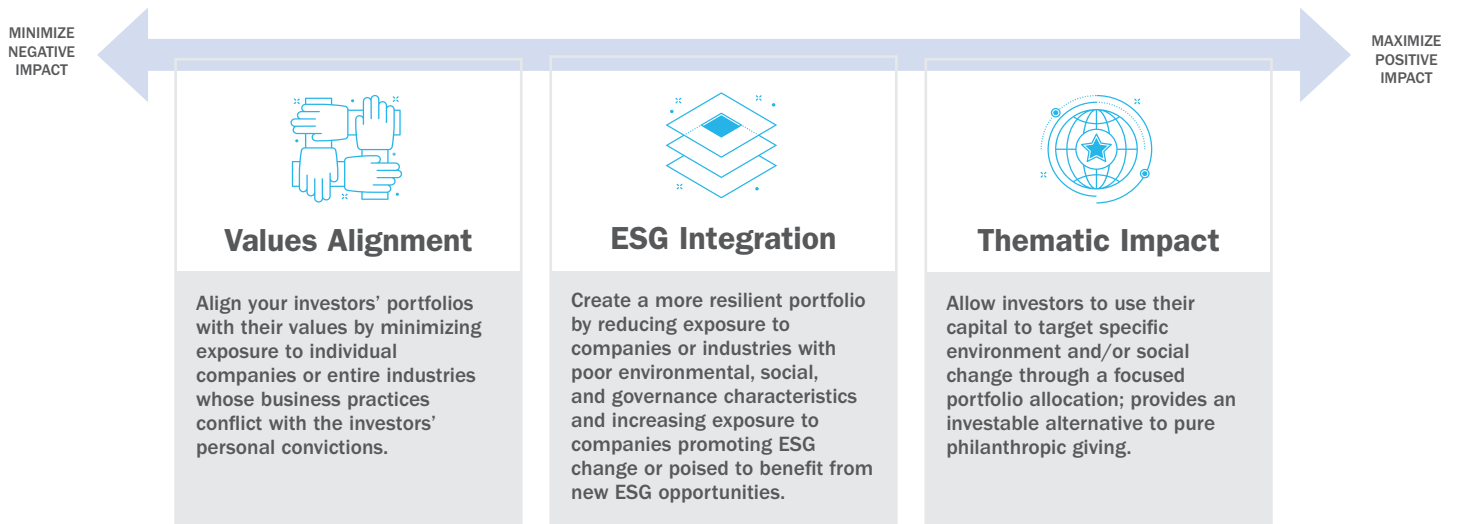 MINIMIZE
NEGATIVE
IMPACT
MAXIMIZE
POSITIVE
IMPACT
Values Alignment
Align your investors’ portfolios
with their values by minimizing
exposure to individual
companies or entire industries
whose business practices
conflict with the investors’
personal convictions.
ESG Integration
Create a more resilient portfolio
by reducing exposure to
companies or industries with
poor environmental, social,
and governance characteristics
and increasing exposure to
companies promoting ESG
change or poised to benefit from
new ESG opportunities.
Thematic Impact
Allow investors to use their
capital to target specific
environment and/or social
change through a focused
portfolio allocation; provides an
investable alternative to pure
philanthropic giving.